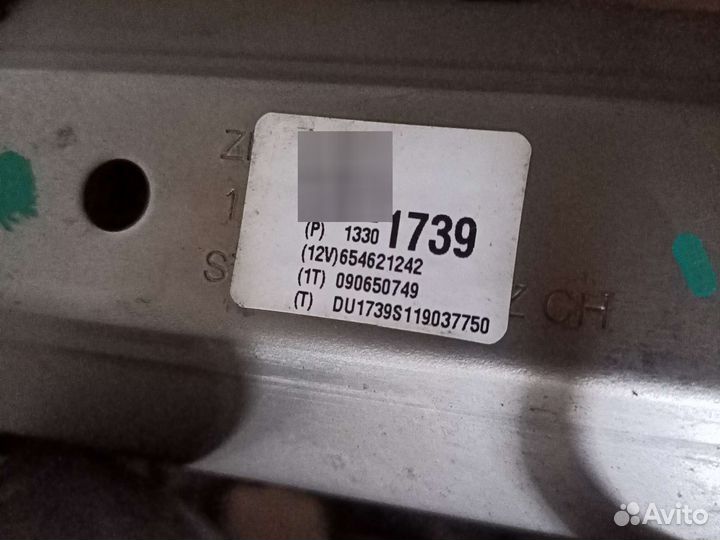 (P) 1330 1739
(12V)654621242
(1T) 090650749
(T) DU1739S119037750
CH
Avito